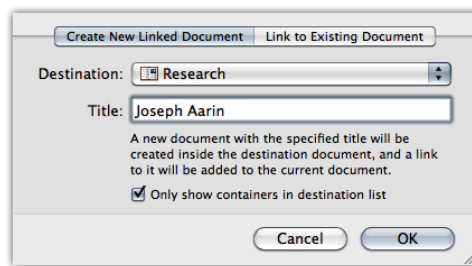 Create New Linked Document Link to Existing Document
Destination: Research
Title: Joseph Aarin
A new document with the specified title will be
created inside the destination document, and a link
to it will be added to the current document.
Only show containers in destination list
Cancel OK